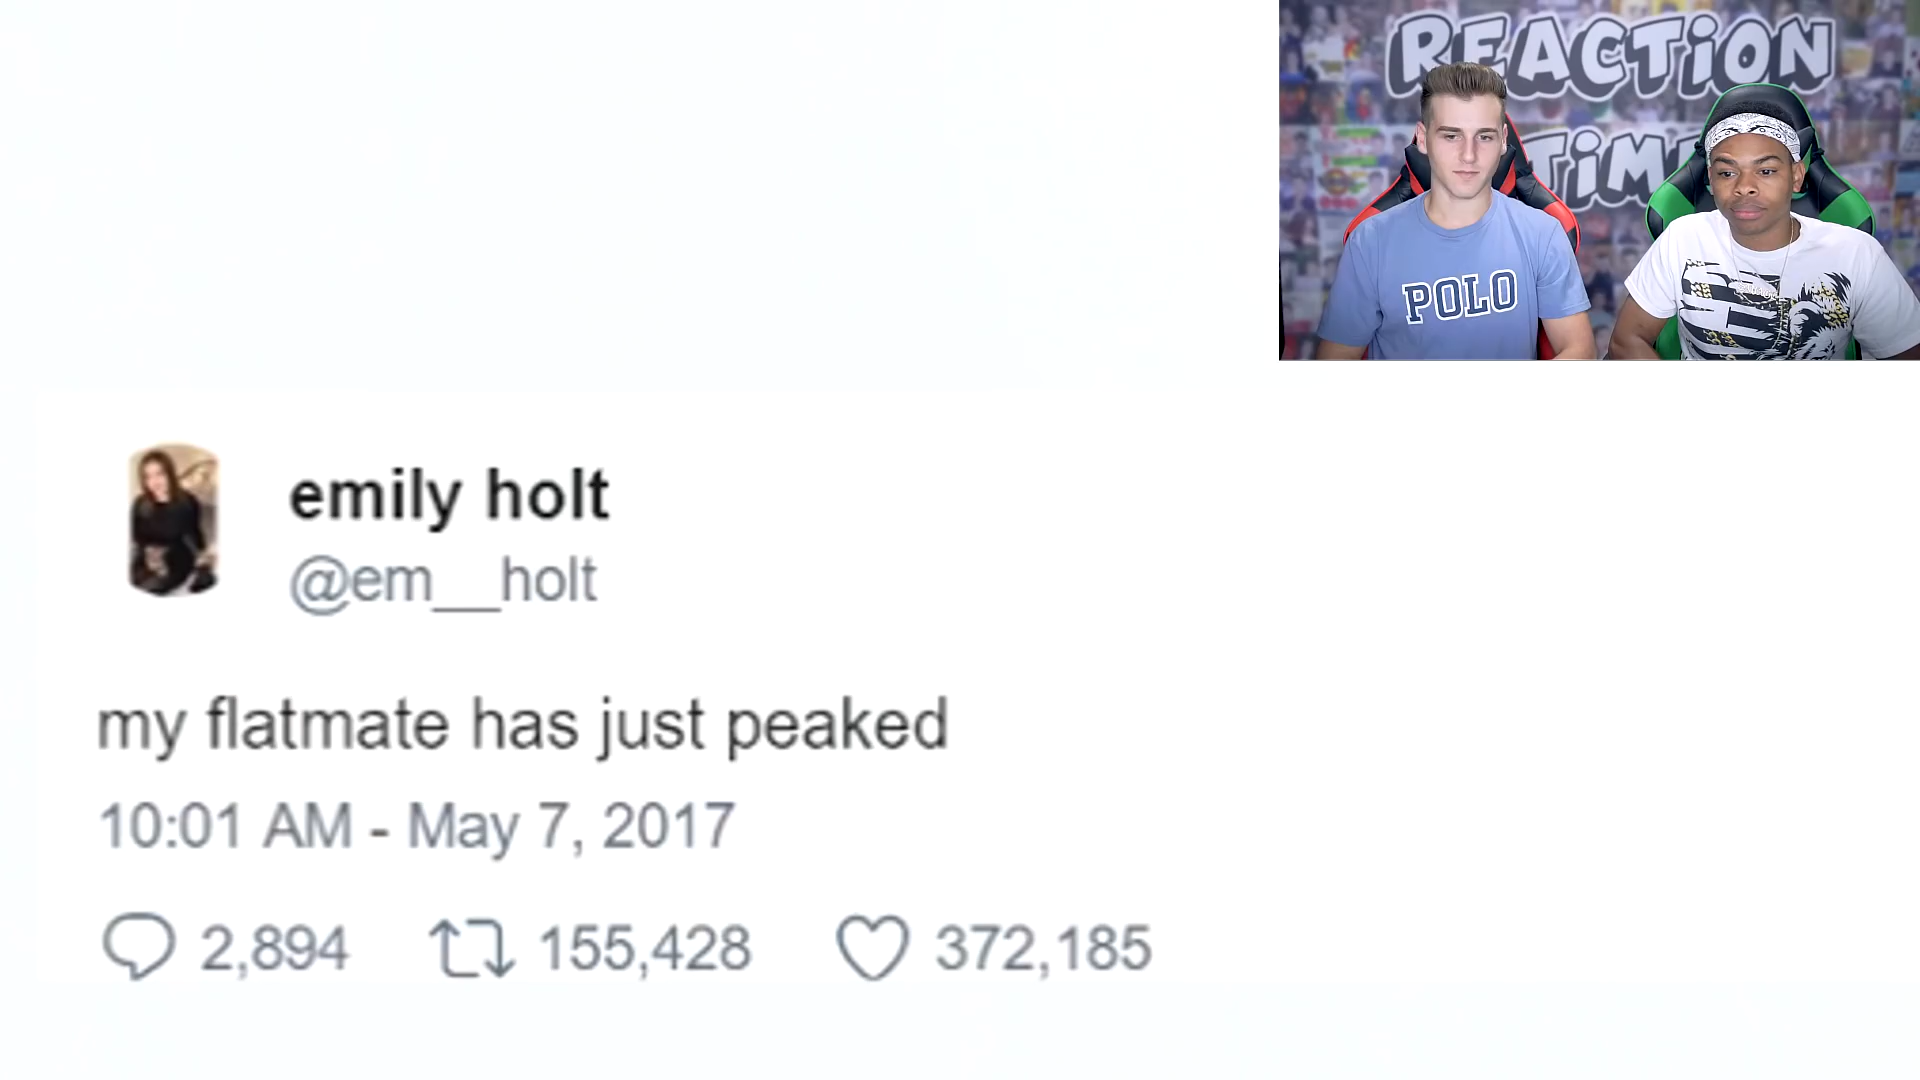 REACTiON
TiM
POLO
emily holt
@em__holt
my flatmate has just peaked
10:01 AM - May 7, 2017
2,894 155,428 372,185